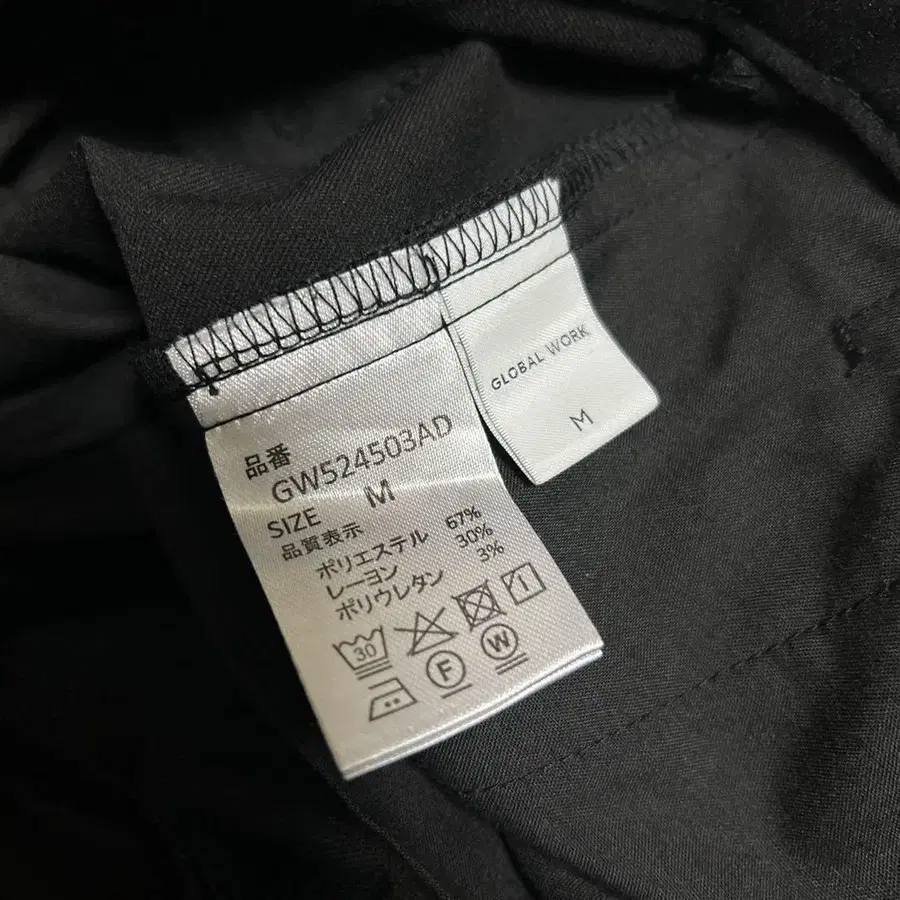 品番
GW524503AD
SIZE M
品質表示
ポリエステル 67%
レーヨン 30%
ポリウレタン 3%
30
F
W
GLOBAL WORK
M